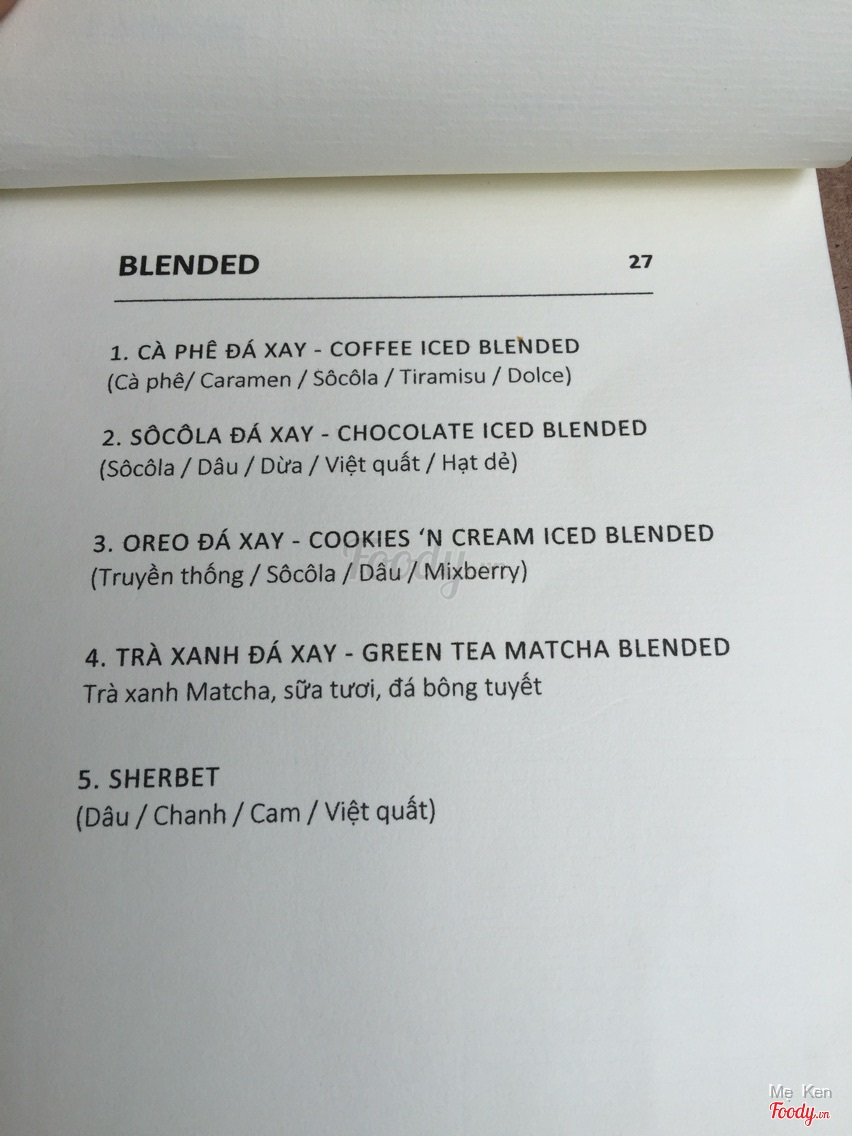 BLENDED 27
1. CÀ PHÊ ĐÁ XAY - COFFEE ICED BLENDED
(Cà phê/ Caramen / Sôcôla / Tiramisu / Dolce)
2. SÔCÔLA ĐÁ XAY - CHOCOLATE ICED BLENDED
(Sôcôla / Dâu / Dừa / Việt quất / Hạt dẻ)
3. OREO ĐÁ XAY - COOKIES ‘N CREAM ICED BLENDED
Foody.vn
(Truyền thống / Sôcôla / Dâu / Mixberry)
4. TRÀ XANH ĐÁ XAY - GREEN TEA MATCHA BLENDED
Trà xanh Matcha, sữa tươi, đá bông tuyết
5. SHERBET
(Dâu / Chanh / Cam / Việt quất)
Mẹ Ken
Foody.vn